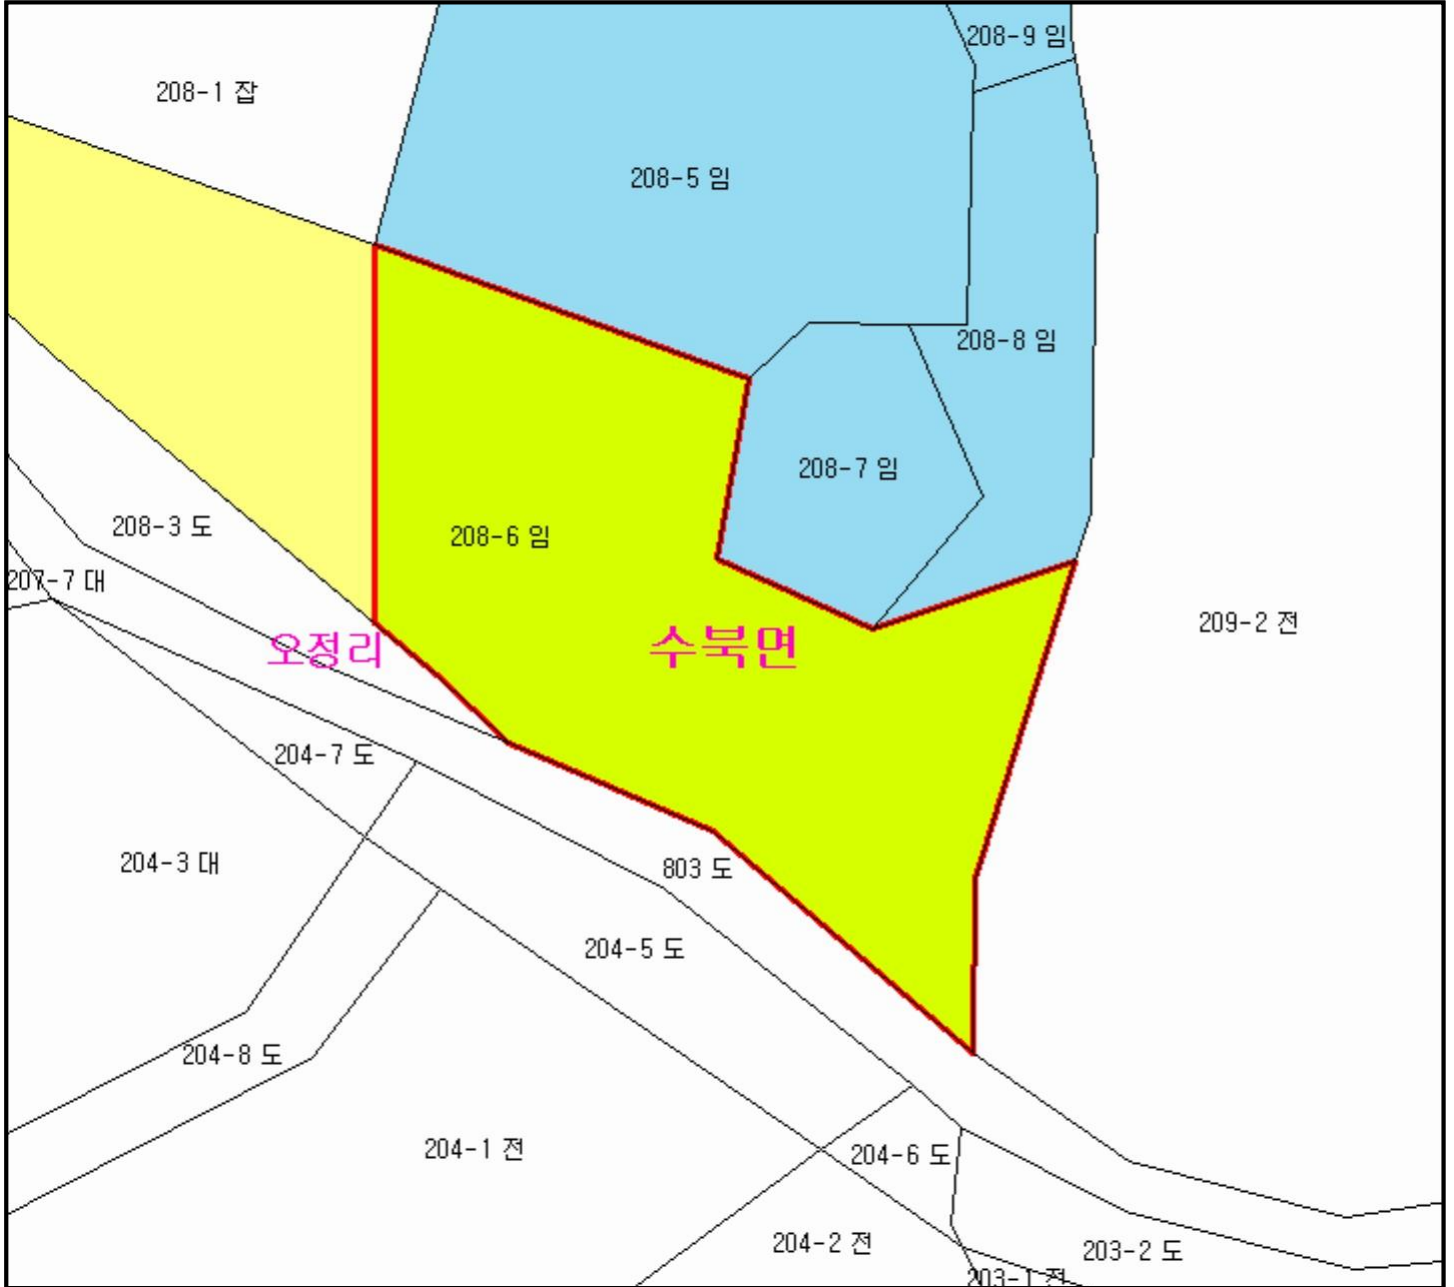 208-9 임
208-1 잡
208-5 임
208-8 임
208-7 임
208-3 도
208-6 임
207-7 대
209-2 전
오정리
수북면
204-7 도
204-3 대
803 도
204-5 도
204-8 도
204-1 전
204-6 도
204-2 전
203-2 도
203-1 전